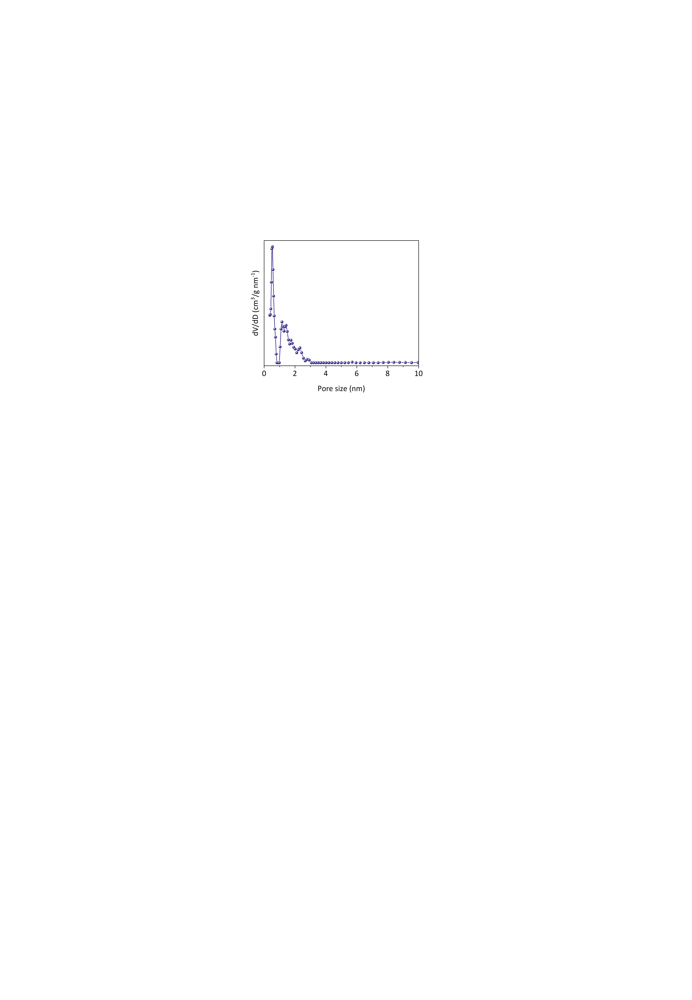 dV/dD (cm³/g nm⁻¹)
0 2 4 6 8 10
Pore size (nm)